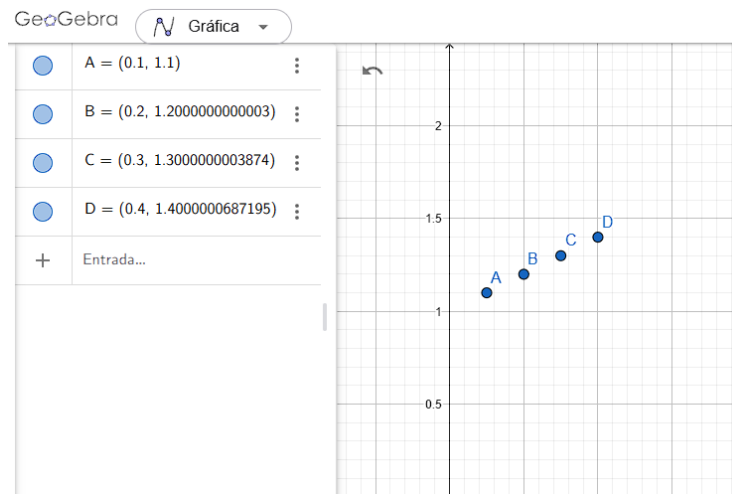 GeoGebra
Gráfica
A = (0.1, 1.1)
B = (0.2, 1.2000000000003)
C = (0.3, 1.3000000003874)
D = (0.4, 1.4000000687195)
+ Entrada...
2
1.5
1
0.5
A
B
C
D